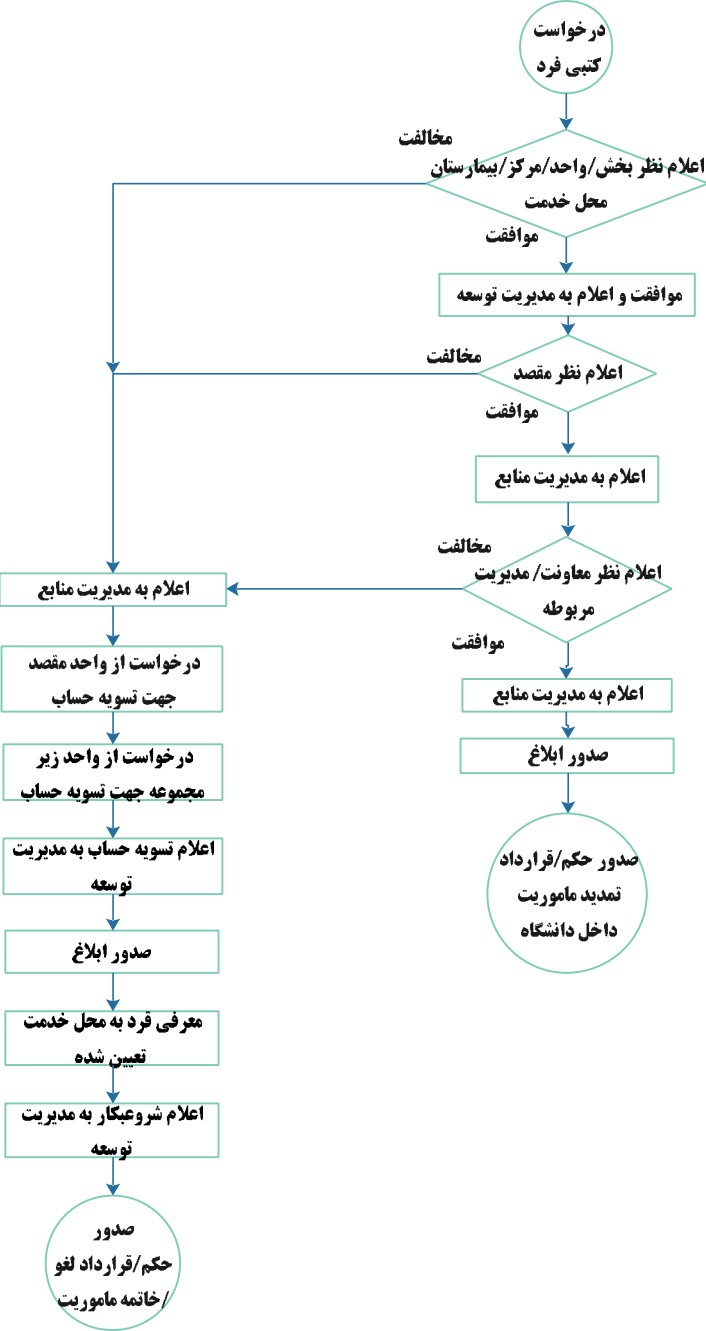 درخواست
کتبی فرد
مخالفت
اعلام نظر بخش/واحد/مرکز/بیمارستان
محل خدمت
موافقت
موافقت و اعلام به مدیریت توسعه
مخالفت
اعلام نظر مقصد
موافقت
اعلام به مدیریت منابع
مخالفت
اعلام نظر معاونت/ مدیریت
مربوطه
موافقت
اعلام به مدیریت منابع
صدور ابلاغ
صدور حکم/قرارداد
تمدید ماموریت
داخل دانشگاه
اعلام به مدیریت منابع
درخواست از واحد مقصد
جهت تسویه حساب
درخواست از واحد زیر
مجموعه جهت تسویه حساب
اعلام تسویه حساب به مدیریت
توسعه
صدور ابلاغ
معرفی قرد به محل خدمت
تعیین شده
اعلام شروعبکار به مدیریت
توسعه
صدور
حکم/قرارداد لغو
/خاتمه ماموریت